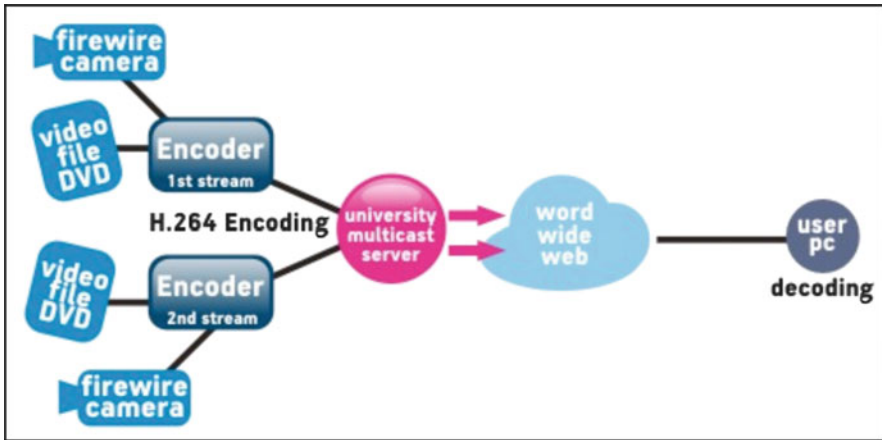 firewire
camera
video
file
DVD
Encoder
1st stream
H.264 Encoding
video
file
DVD
Encoder
2nd stream
firewire
camera
university
multicast
server
word
wide
web
user
pc
decoding